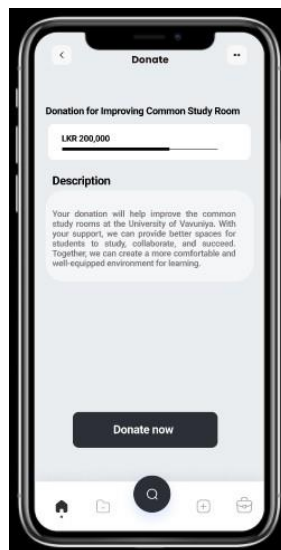 Donate
Donation for Improving Common Study Room
LKR 200,000
Description
Your donation will help improve the common
study rooms at the University of Vavuniya. With
your support, we can provide better spaces for
students to study, collaborate, and succeed.
Together, we can create a more comfortable and
well-equipped environment for learning.
Donate now